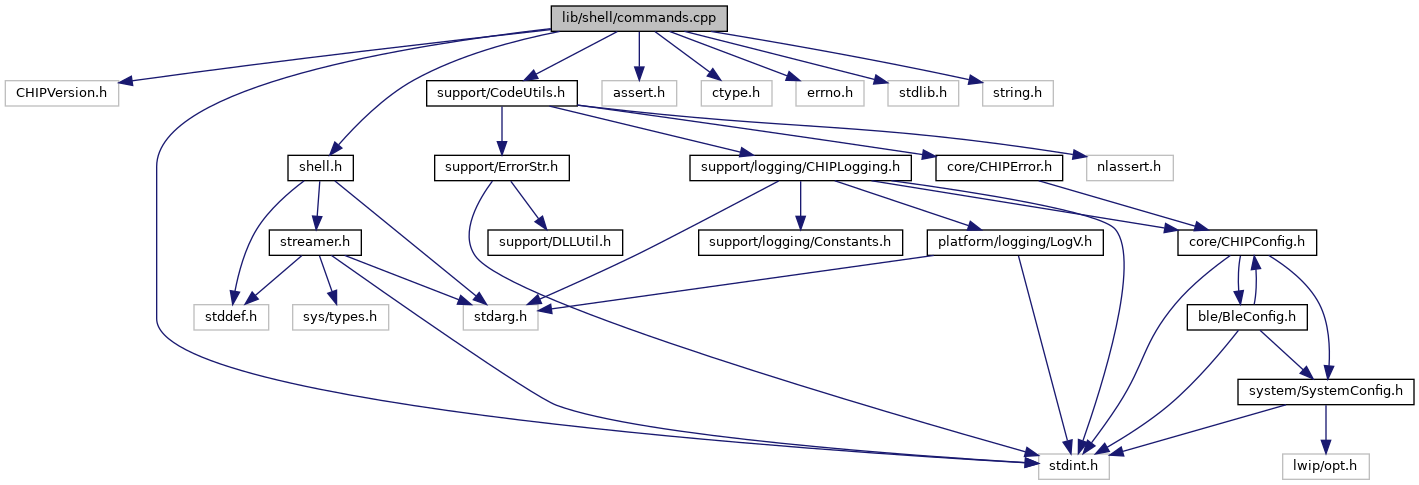 lib/shell/commands.cpp
CHIPVersion.h
support/CodeUtils.h
assert.h
ctype.h
errno.h
stdlib.h
string.h
shell.h
support/ErrorStr.h
support/logging/CHIPLogging.h
core/CHIPError.h
nlassert.h
streamer.h
support/DLLUtil.h
support/logging/Constants.h
platform/logging/LogV.h
core/CHIPConfig.h
stddef.h
sys/types.h
stdarg.h
ble/BleConfig.h
system/SystemConfig.h
stdint.h
lwip/opt.h